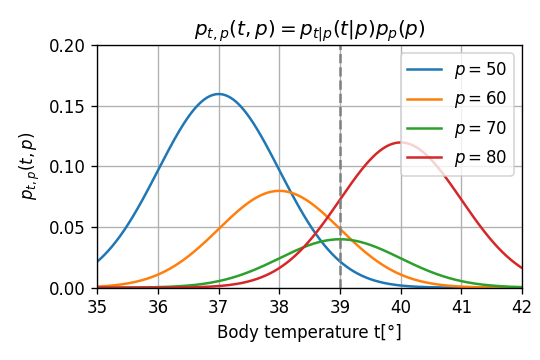 p_{t,p}(t,p) = p_{t|p}(t|p)p_p(p)
0.20
0.15
0.10
0.05
0.00
p_{t,p}(t,p)
p = 50
p = 60
p = 70
p = 80
35 36 37 38 39 40 41 42
Body temperature t[°]